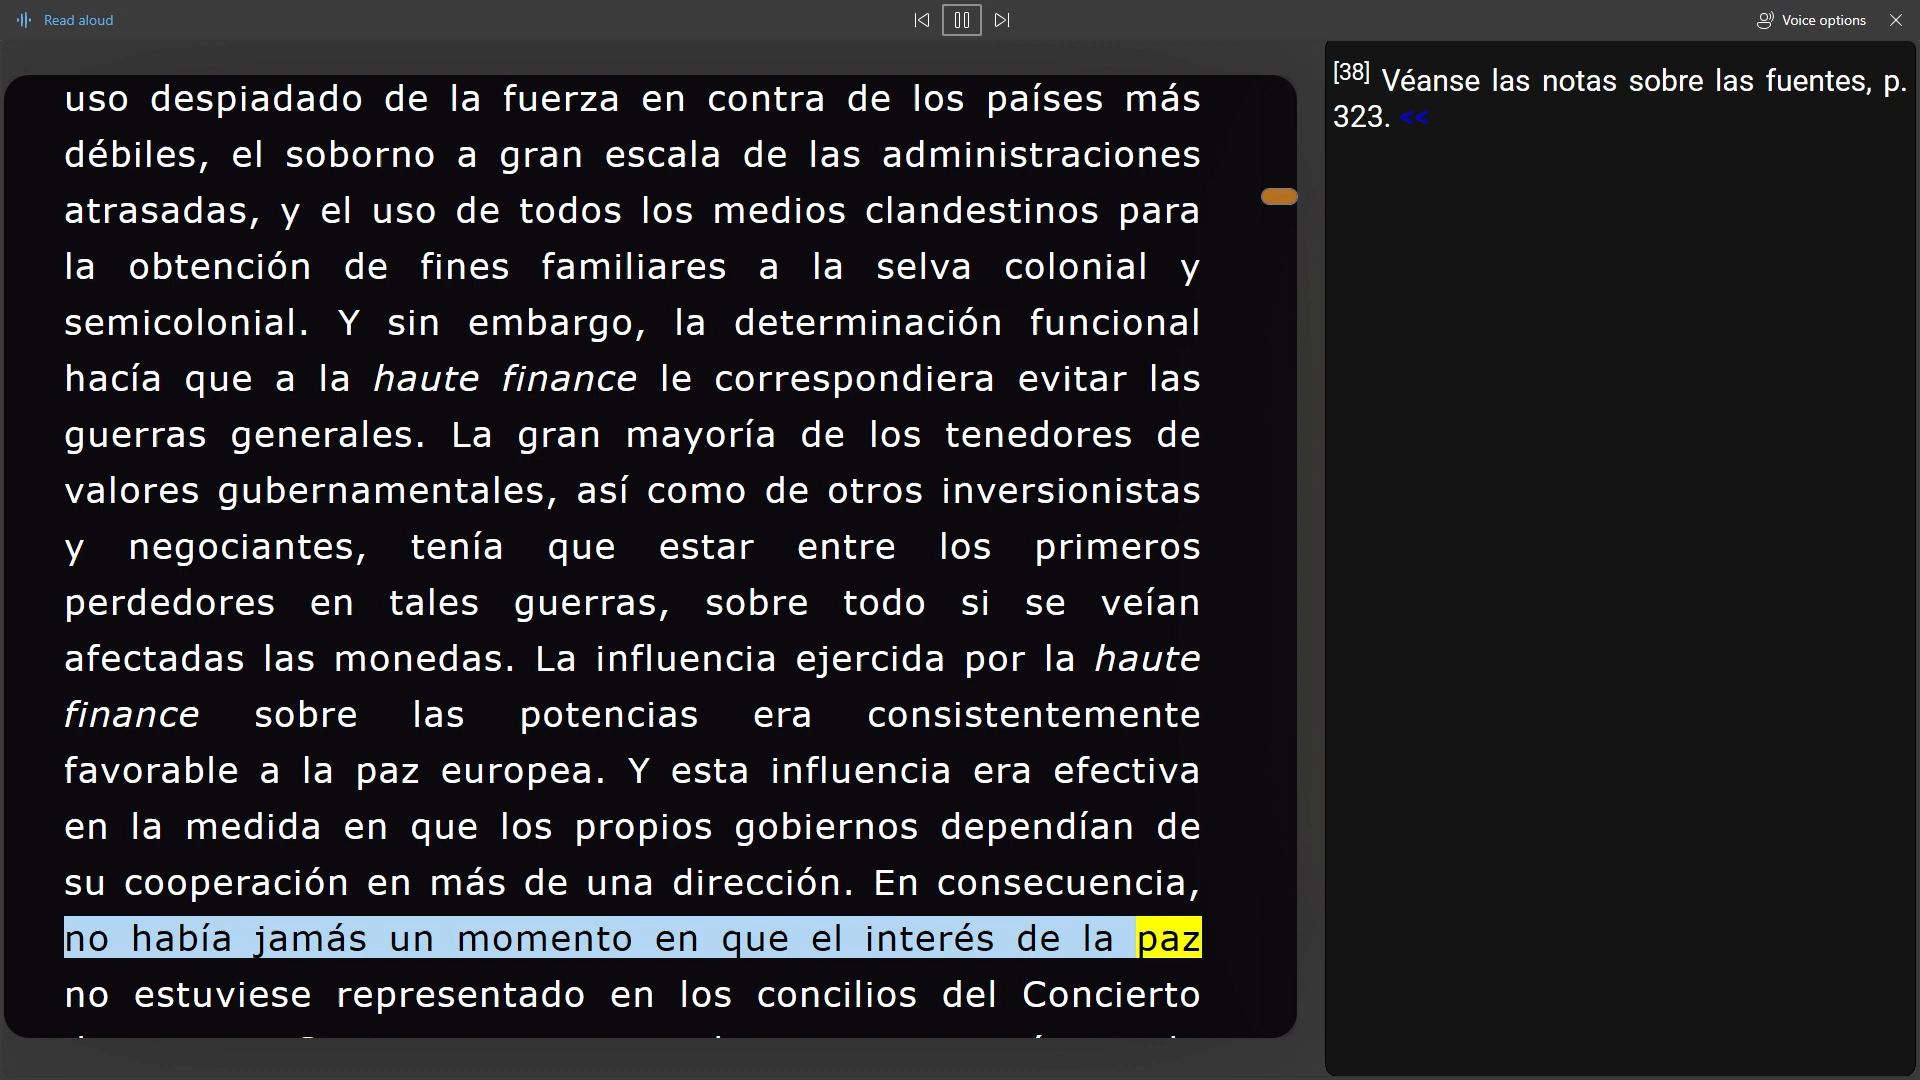 Read aloud
Voice options
uso despiadado de la fuerza en contra de los países más
débiles, el soborno a gran escala de las administraciones
atrasadas, y el uso de todos los medios clandestinos para
la obtención de fines familiares a la selva colonial y
semicolonial. Y sin embargo, la determinación funcional
hacía que a la haute finance le correspondiera evitar las
guerras generales. La gran mayoría de los tenedores de
valores gubernamentales, así como de otros inversionistas
y negociantes, tenía que estar entre los primeros
perdedores en tales guerras, sobre todo si se veían
afectadas las monedas. La influencia ejercida por la haute
finance sobre las potencias era consistentemente
favorable a la paz europea. Y esta influencia era efectiva
en la medida en que los propios gobiernos dependían de
su cooperación en más de una dirección. En consecuencia,
no había jamás un momento en que el interés de la paz
no estuviese representado en los concilios del Concierto
[38] Véanse las notas sobre las fuentes, p.
323. <<